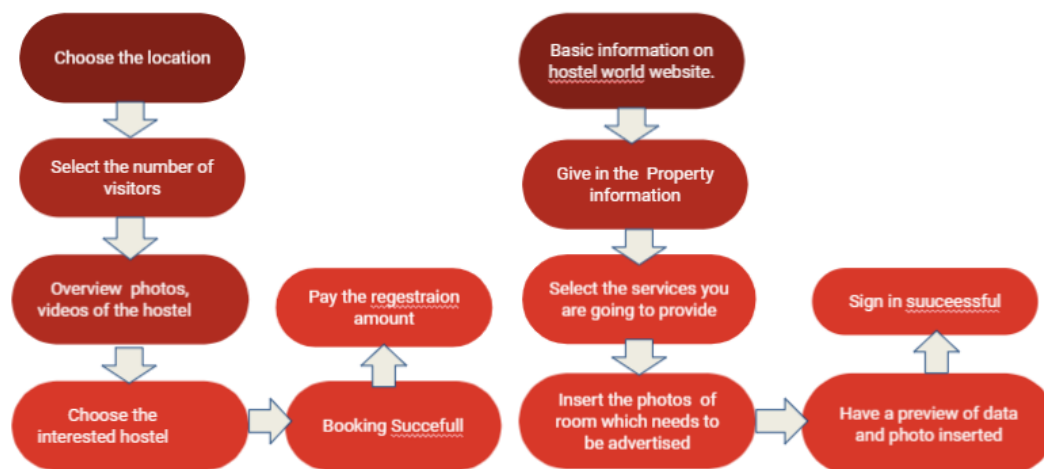 Choose the location
Select the number of
visitors
Overview photos,
videos of the hostel
Choose the
interested hostel
Booking Succefull
Pay the regestraion
amount
Basic information on
hostel world website.
Give in the Property
information
Select the services you
are going to provide
Insert the photos of
room which needs to
be advertised
Have a preview of data
and photo inserted
Sign in suuceessful